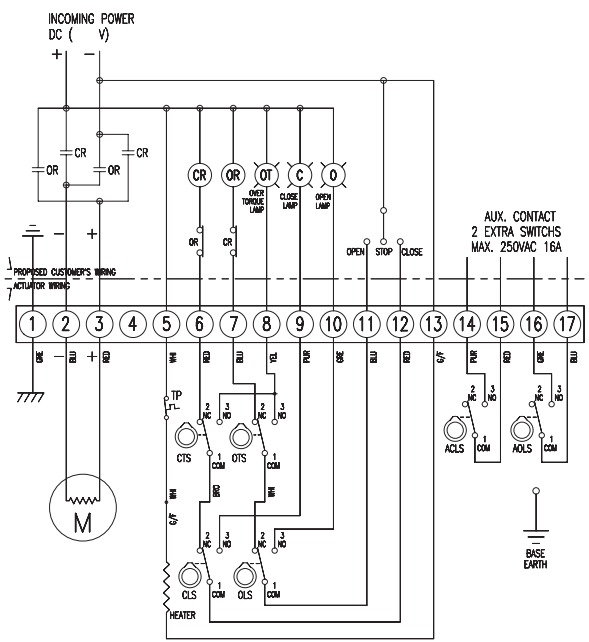 INCOMING POWER
DC (     V)
+ −
CR CR
OR OR
CR OR OT C O
OVER TORQUE LAMP
CLOSE LAMP
OPEN LAMP
OR CR
OPEN STOP CLOSE
AUX. CONTACT
2 EXTRA SWITCHS
MAX. 250VAC 16A
− +
PROPOSED CUSTOMER'S WIRING
ACTUATOR WIRING
1 2 3 4 5 6 7 8 9 10 11 12 13 14 15 16 17
GRE − BLU + RED WHI RED BLU YEL PUR GRE BLU RED G/F PUR RED GRE BLU
TP
2 NC 3 NO 2 NC 3 NO
CTS OTS
1 COM 1 COM
2 NC 3 NO 2 NC 3 NO
ACLS AOLS
1 COM 1 COM
WHI BRO WHI
G/F
M
2 NC 3 NO 2 NC 3 NO
CLS OLS
1 COM 1 COM
HEATER
BASE
EARTH